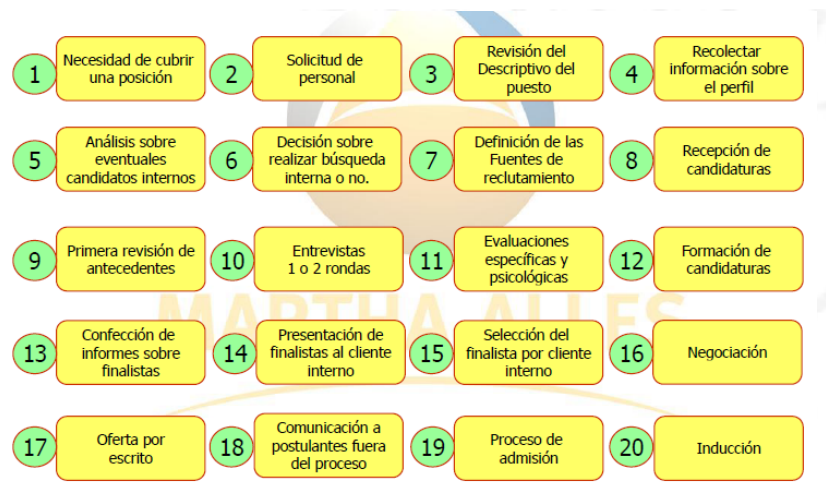 1
Necesidad de cubrir
una posición
2
Solicitud de
personal
3
Revisión del
Descriptivo del
puesto
4
Recolectar
información sobre
el perfil
5
Análisis sobre
eventuales
candidatos internos
6
Decisión sobre
realizar búsqueda
interna o no.
7
Definición de las
Fuentes de
reclutamiento
8
Recepción de
candidaturas
9
Primera revisión de
antecedentes
10
Entrevistas
1 o 2 rondas
11
Evaluaciones
específicas y
psicológicas
12
Formación de
candidaturas
MARTHA ALLES
13
Confección de
informes sobre
finalistas
14
Presentación de
finalistas al cliente
interno
15
Selección del
finalista por cliente
interno
16
Negociación
17
Oferta por
escrito
18
Comunicación a
postulantes fuera
del proceso
19
Proceso de
admisión
20
Inducción